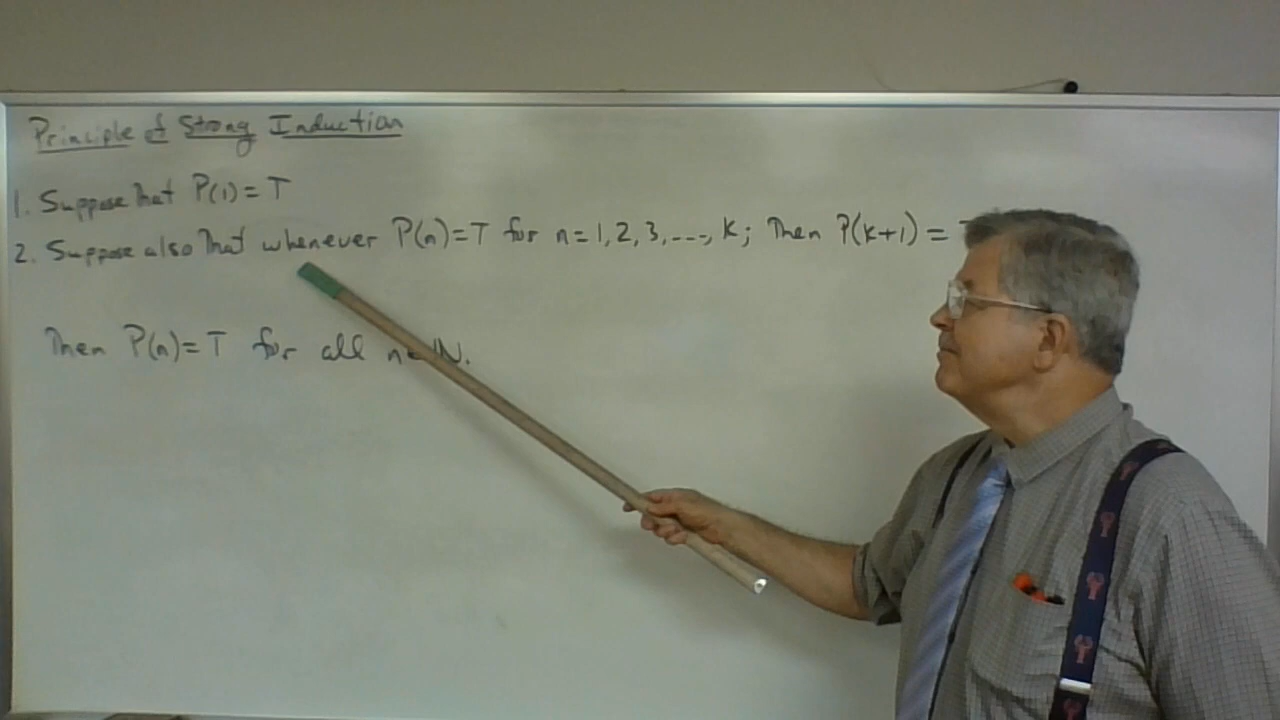 Principle of Strong Induction
1. Suppose that P(1) = T
2. Suppose also that whenever P(n) = T for n = 1, 2, 3, ..., k; Then P(k+1) =
Then P(n) = T for all n ∈ ℕ.